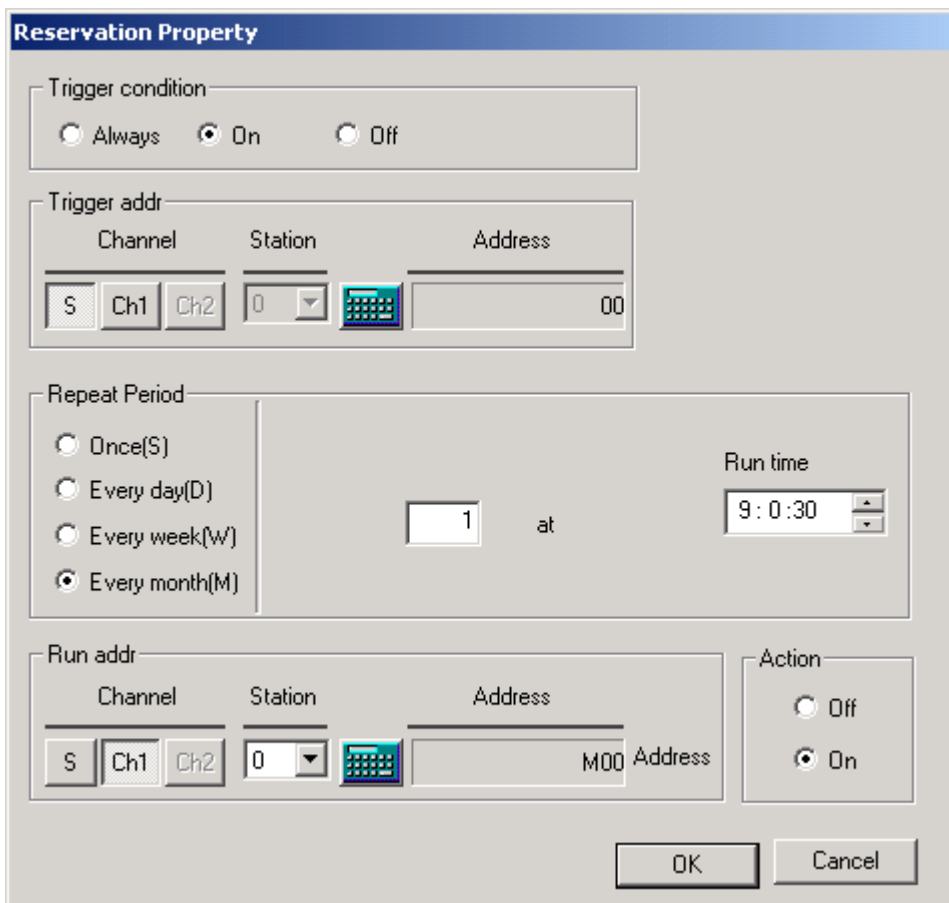 Reservation Property
Trigger condition
Always On Off
Trigger addr
Channel Station Address
S Ch1 Ch2 0 00
Repeat Period
Once(S)
Every day(D)
Every week(W)
Every month(M)
1 at
Run time
9 : 0 :30
Run addr
Channel Station Address
S Ch1 Ch2 0 M00 Address
Action
Off
On
OK Cancel